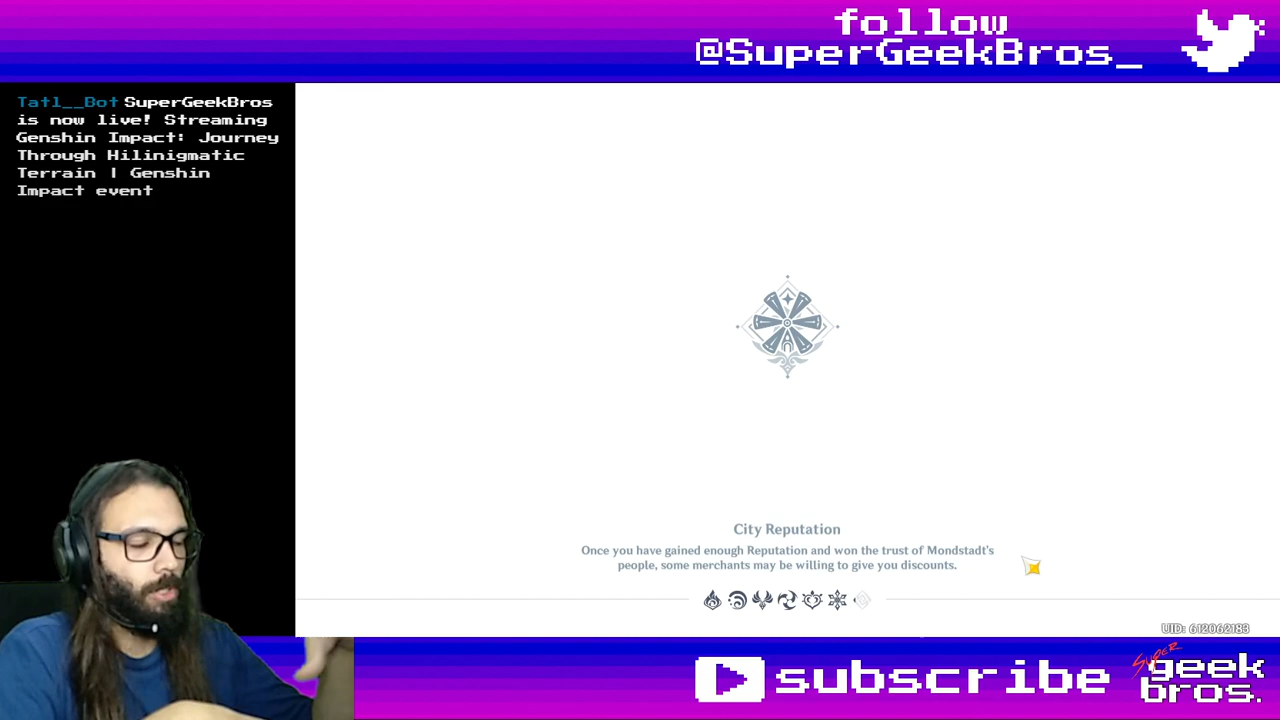 follow
@SuperGeekBros_
Tatl__Bot SuperGeekBros
is now live! Streaming
Genshin Impact: Journey
Through Hilinigmatic
Terrain | Genshin
Impact event
City Reputation
Once you have gained enough Reputation and won the trust of Mondstadt's
people, some merchants may be willing to give you discounts.
UID: 612062183
subscribe
SUPER
geek
bros.